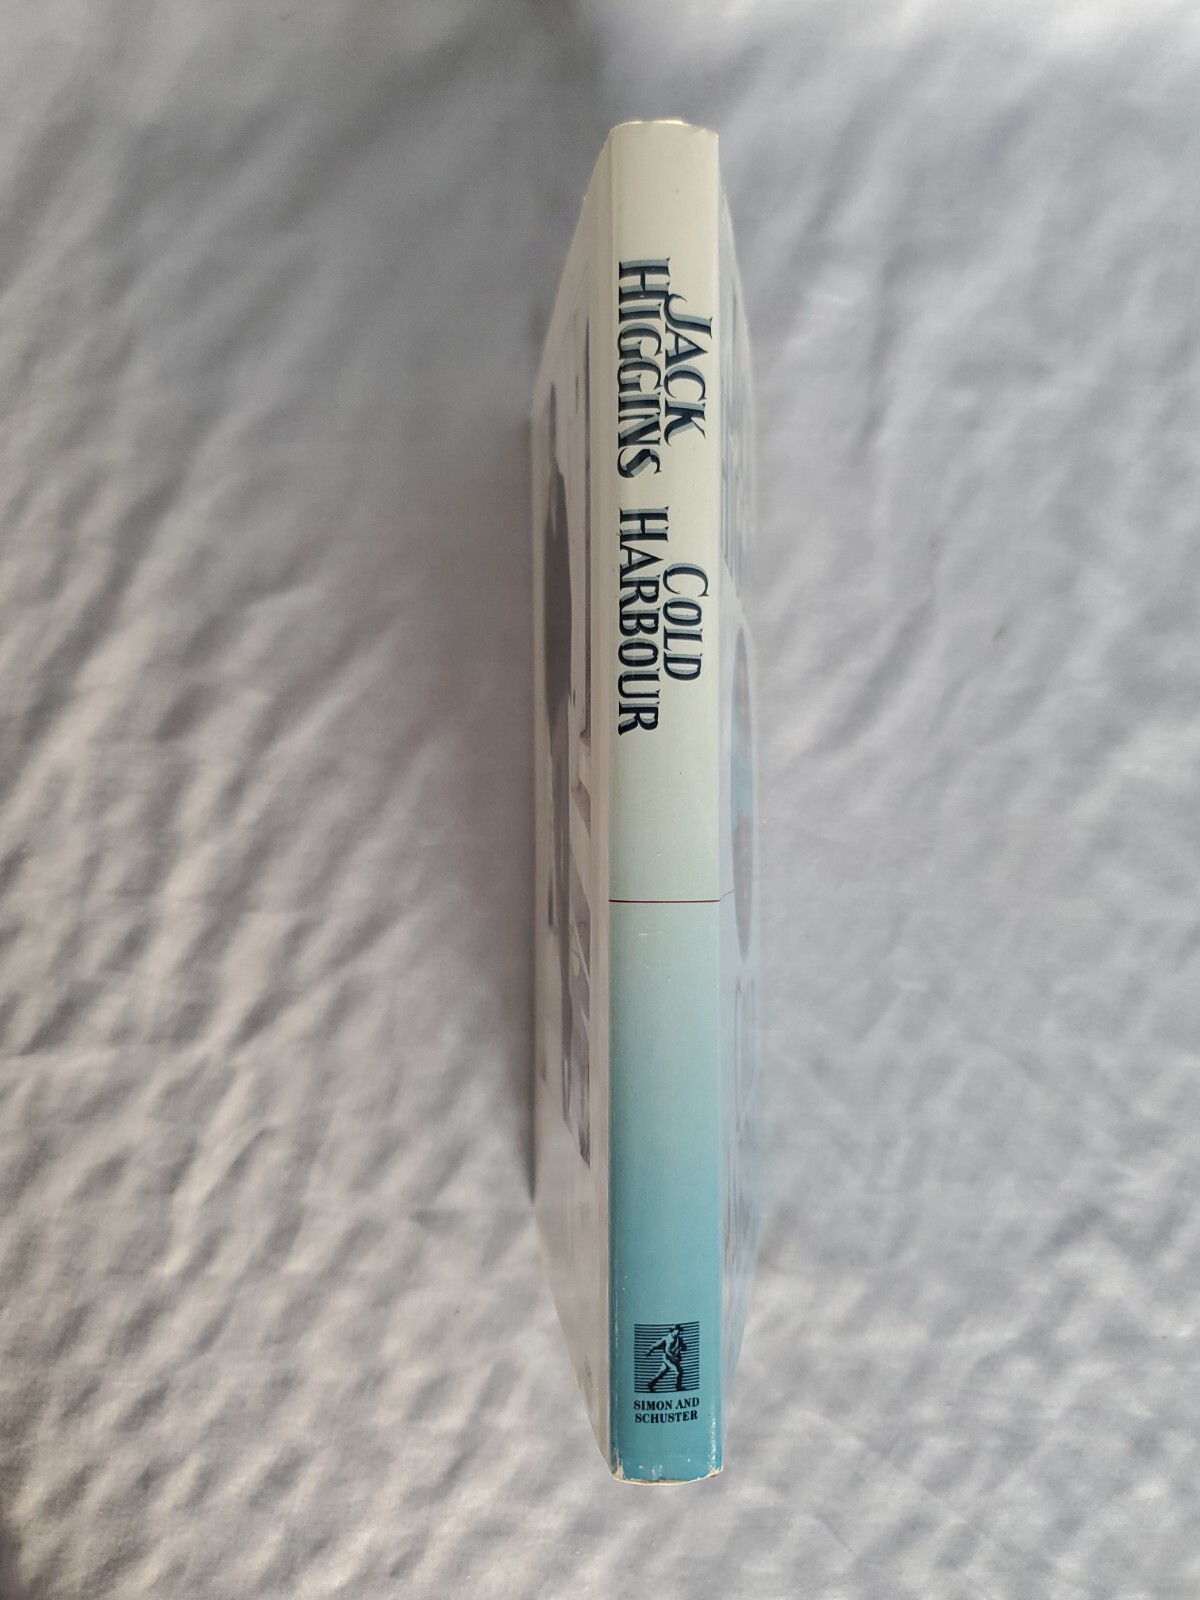 JACK
HIGGINS
COLD
HARBOUR
SIMON AND
SCHUSTER